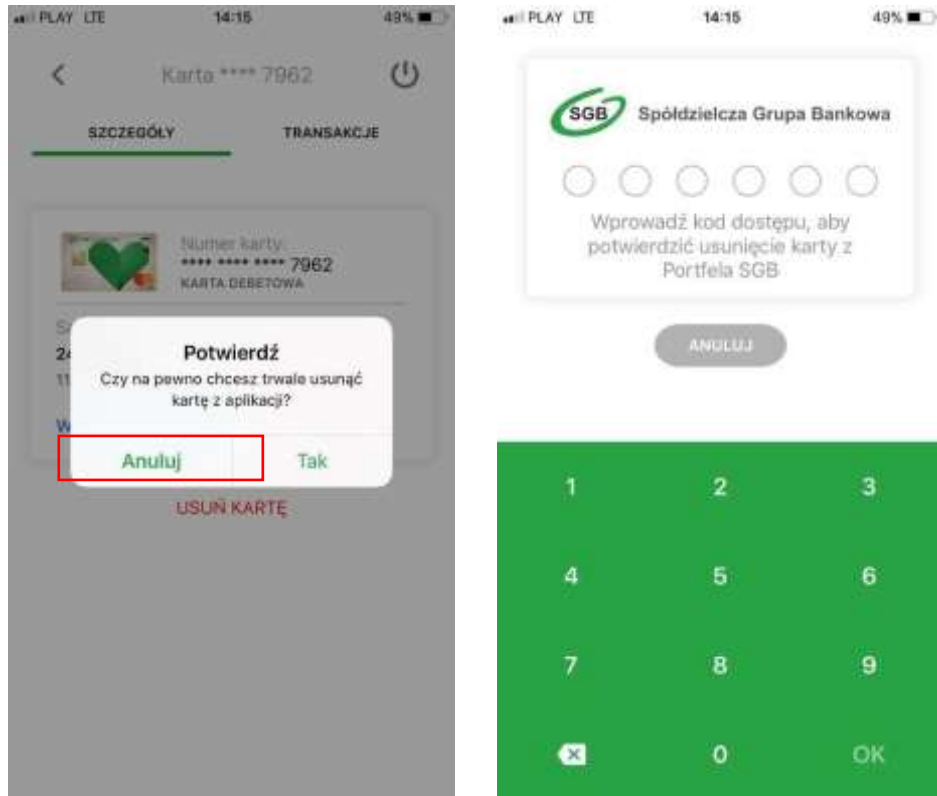 PLAY LTE 14:15 49%
Karta **** 7962
SZCZEGÓŁY TRANSAKCJE
Numer karty:
**** **** **** 7962
KARTA DEBETOWA
Potwierdź
Czy na pewno chcesz trwale usunąć
kartę z aplikacji?
Anuluj Tak
USUŃ KARTĘ
PLAY LTE 14:15 49%
SGB Spółdzielcza Grupa Bankowa
Wprowadź kod dostępu, aby
potwierdzić usunięcie karty z
Portfela SGB
ANULUJ
1 2 3
4 5 6
7 8 9
0 OK